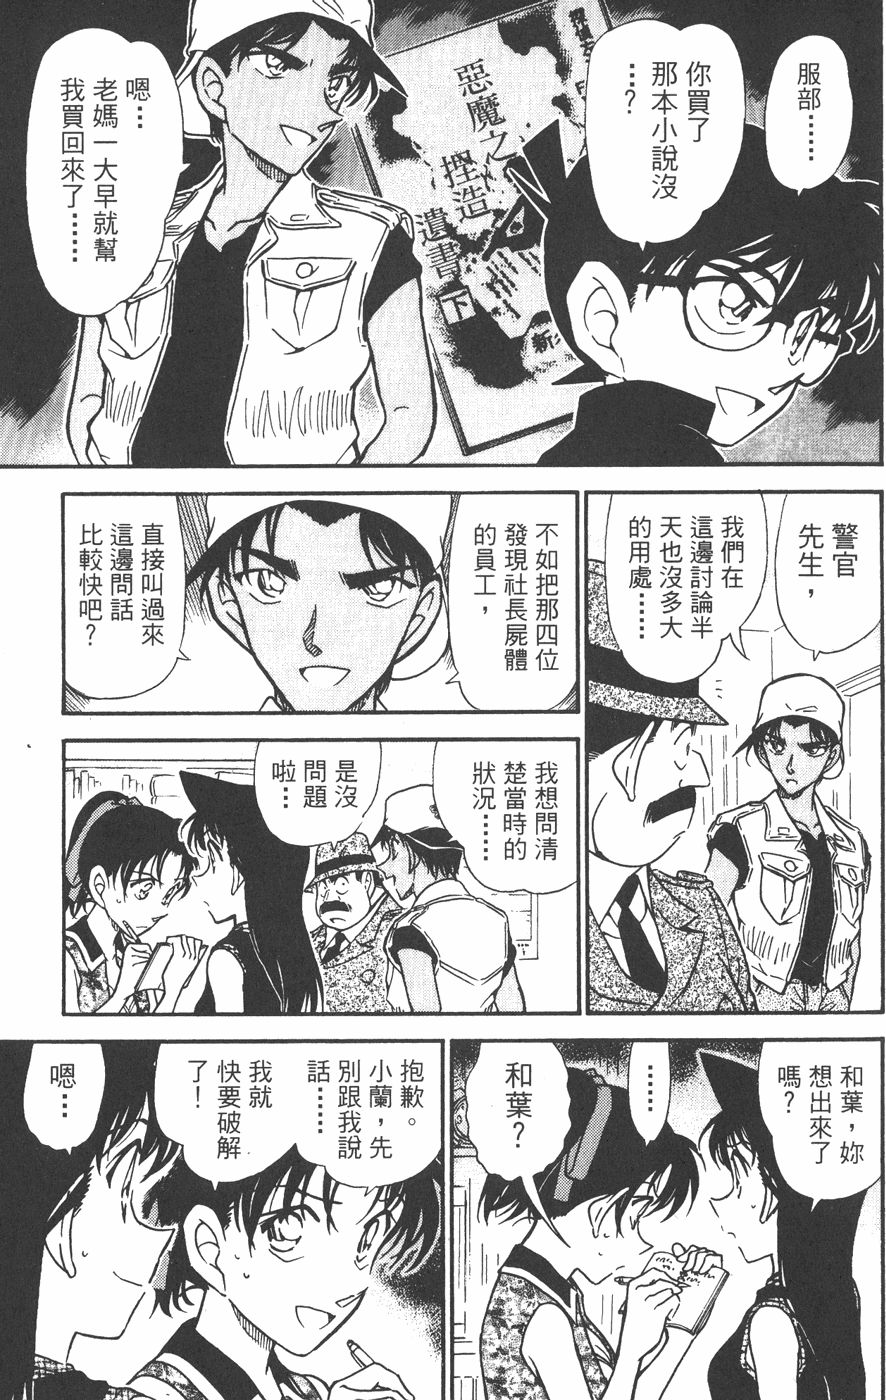 服部……
你買了
那本小說沒
…？
嗯…
老媽一大早就幫
我買回來了……
惡魔之
捏造
遺書
下
新
警官
先生，
我們在
這邊討論半
天也沒多大
的用處……
不如把那四位
發現社長屍體
的員工，
直接叫過來
這邊問話
比較快吧？
我想問清
楚當時的
狀況……
是沒
問題
啦…
和葉，妳
想出來了
嗎？
……
和葉？
抱歉。
小蘭，先
別跟我說
話……
我就
快要破解
了！
嗯…